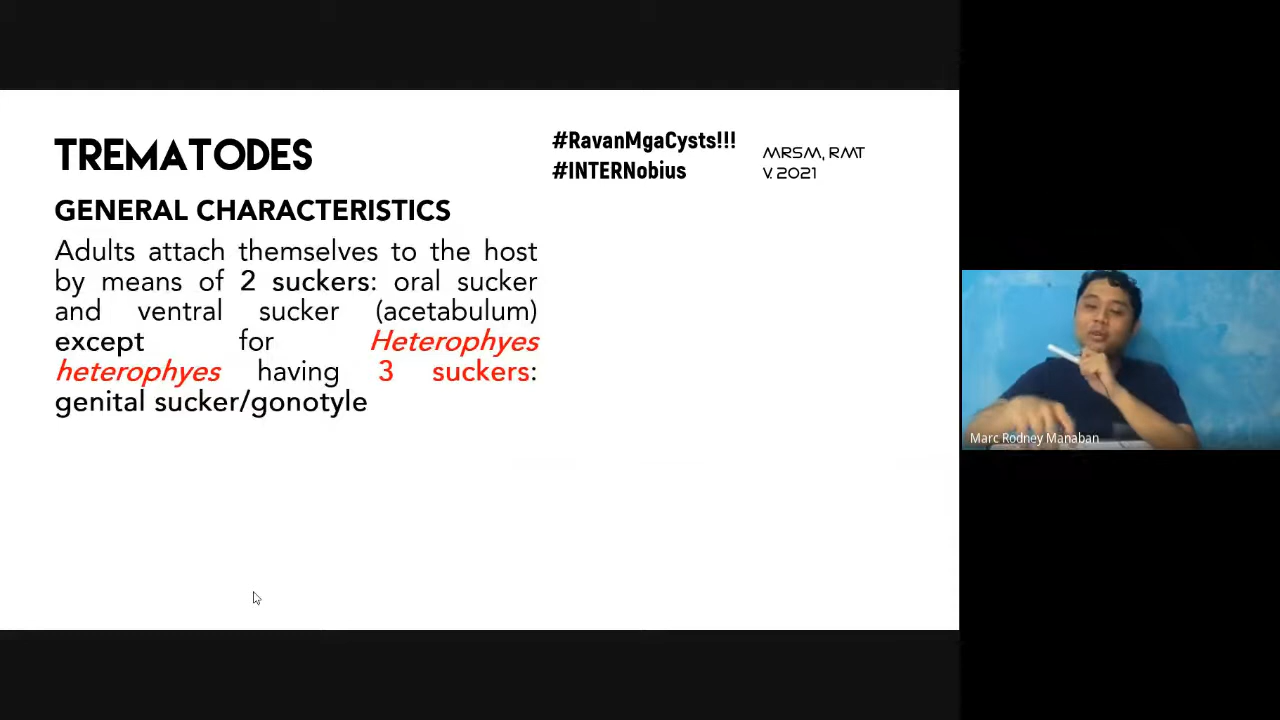 TREMATODES
#RavanMgaCysts!!!
#INTERNobius
MRSM, RMT
V. 2021
GENERAL CHARACTERISTICS
Adults attach themselves to the host
by means of 2 suckers: oral sucker
and ventral sucker (acetabulum)
except for Heterophyes
heterophyes having 3 suckers:
genital sucker/gonotyle
Marc Rodney Manaban